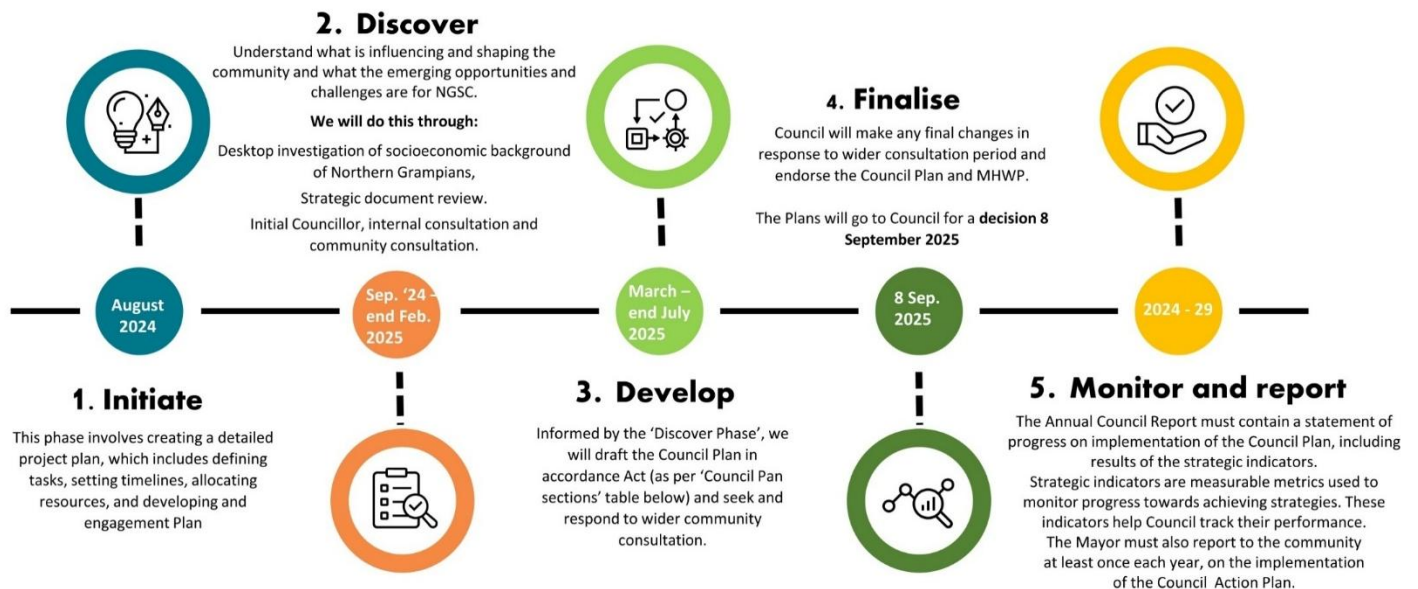 2. Discover
Understand what is influencing and shaping the
community and what the emerging opportunities and
challenges are for NGSC.
We will do this through:
Desktop investigation of socioeconomic background
of Northern Grampians,
Strategic document review.
Initial Councillor, internal consultation and
community consultation.
4. Finalise
Council will make any final changes in
response to wider consultation period and
endorse the Council Plan and MHWP.
The Plans will go to Council for a decision 8
September 2025
August
2024
Sep. ‘24 –
end Feb.
2025
March –
end July
2025
8 Sep.
2025
2024 - 29
1. Initiate
This phase involves creating a detailed
project plan, which includes defining
tasks, setting timelines, allocating
resources, and developing and
engagement Plan
3. Develop
Informed by the ‘Discover Phase’, we
will draft the Council Plan in
accordance Act (as per ‘Council Pan
sections’ table below) and seek and
respond to wider community
consultation.
5. Monitor and report
The Annual Council Report must contain a statement of
progress on implementation of the Council Plan, including
results of the strategic indicators.
Strategic indicators are measurable metrics used to
monitor progress towards achieving strategies. These
indicators help Council track their performance.
The Mayor must also report to the community
at least once each year, on the implementation
of the Council Action Plan.